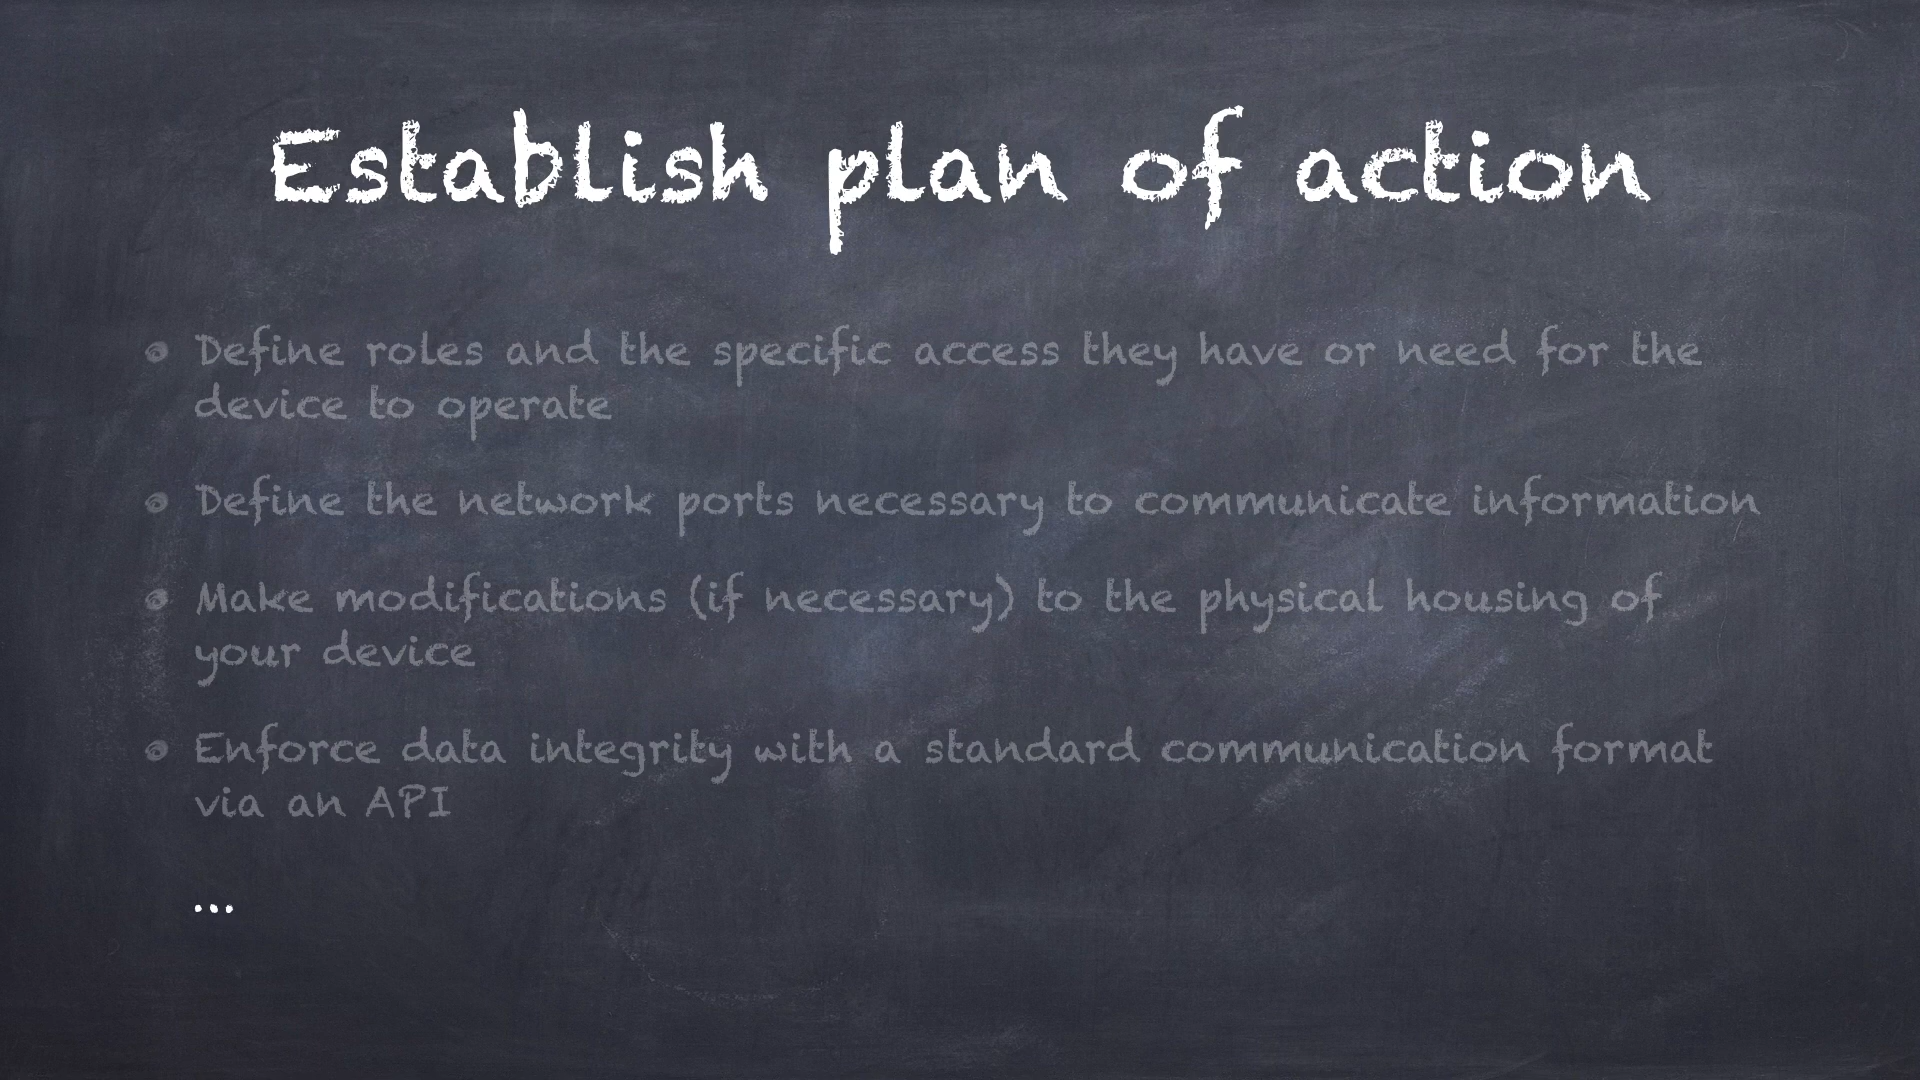 Establish plan of action
Define roles and the specific access they have or need for the
device to operate
Define the network ports necessary to communicate information
Make modifications (if necessary) to the physical housing of
your device
Enforce data integrity with a standard communication format
via an API
...